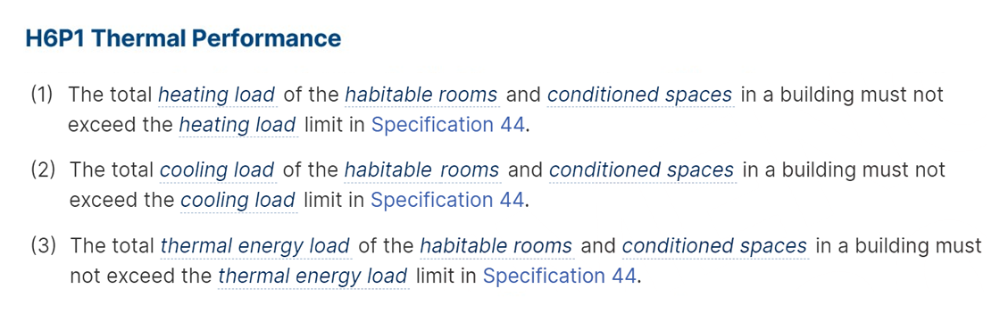 H6P1 Thermal Performance
(1) The total heating load of the habitable rooms and conditioned spaces in a building must not
exceed the heating load limit in Specification 44.
(2) The total cooling load of the habitable rooms and conditioned spaces in a building must not
exceed the cooling load limit in Specification 44.
(3) The total thermal energy load of the habitable rooms and conditioned spaces in a building must
not exceed the thermal energy load limit in Specification 44.